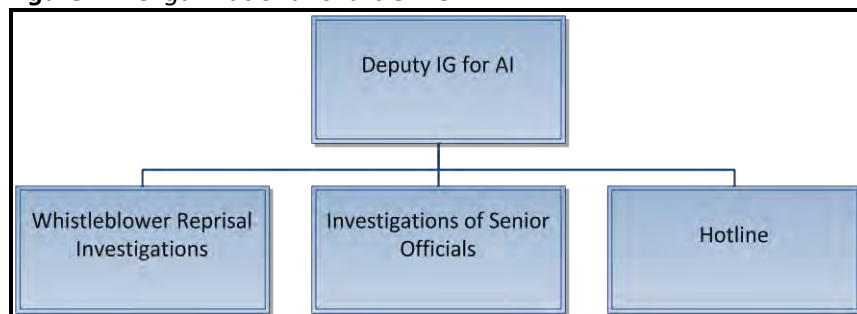 Deputy IG for AI
Whistleblower Reprisal
Investigations
Investigations of Senior
Officials
Hotline